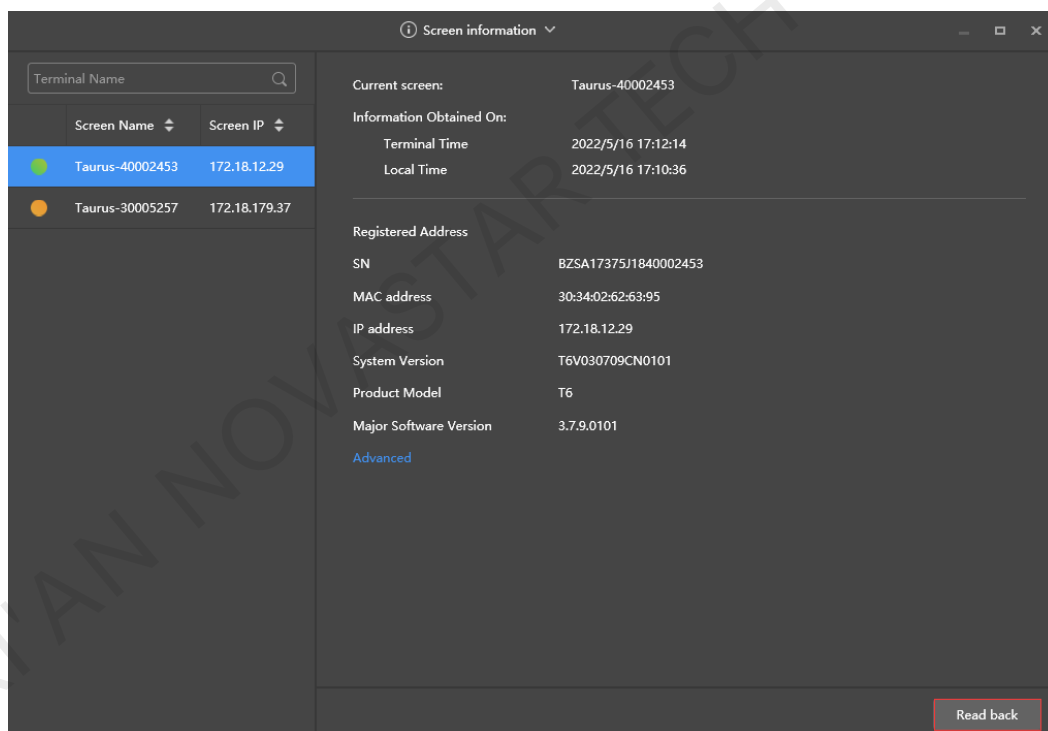 Screen information
Terminal Name
Screen Name Screen IP
Taurus-40002453 172.18.12.29
Taurus-30005257 172.18.179.37
Current screen: Taurus-40002453
Information Obtained On:
Terminal Time 2022/5/16 17:12:14
Local Time 2022/5/16 17:10:36
Registered Address
SN BZSA17375J1840002453
MAC address 30:34:02:62:63:95
IP address 172.18.12.29
System Version T6V030709CN0101
Product Model T6
Major Software Version 3.7.9.0101
Advanced
Read back
AN NOVASTAR TECH